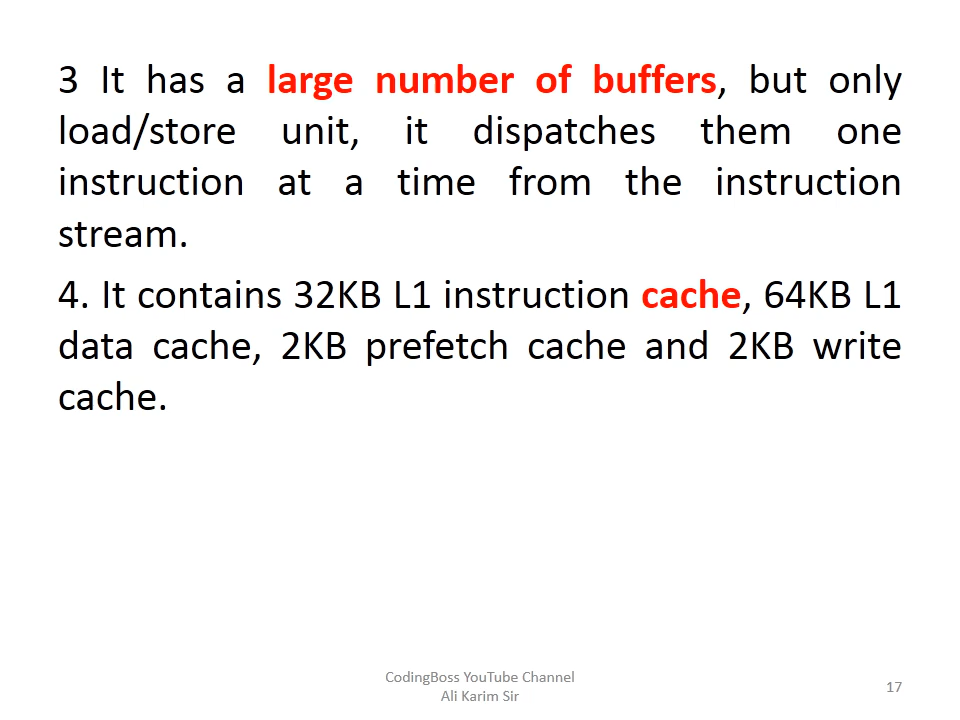 3 It has a large number of buffers, but only
load/store unit, it dispatches them one
instruction at a time from the instruction
stream.
4. It contains 32KB L1 instruction cache, 64KB L1
data cache, 2KB prefetch cache and 2KB write
cache.
CodingBoss YouTube Channel
Ali Karim Sir
17